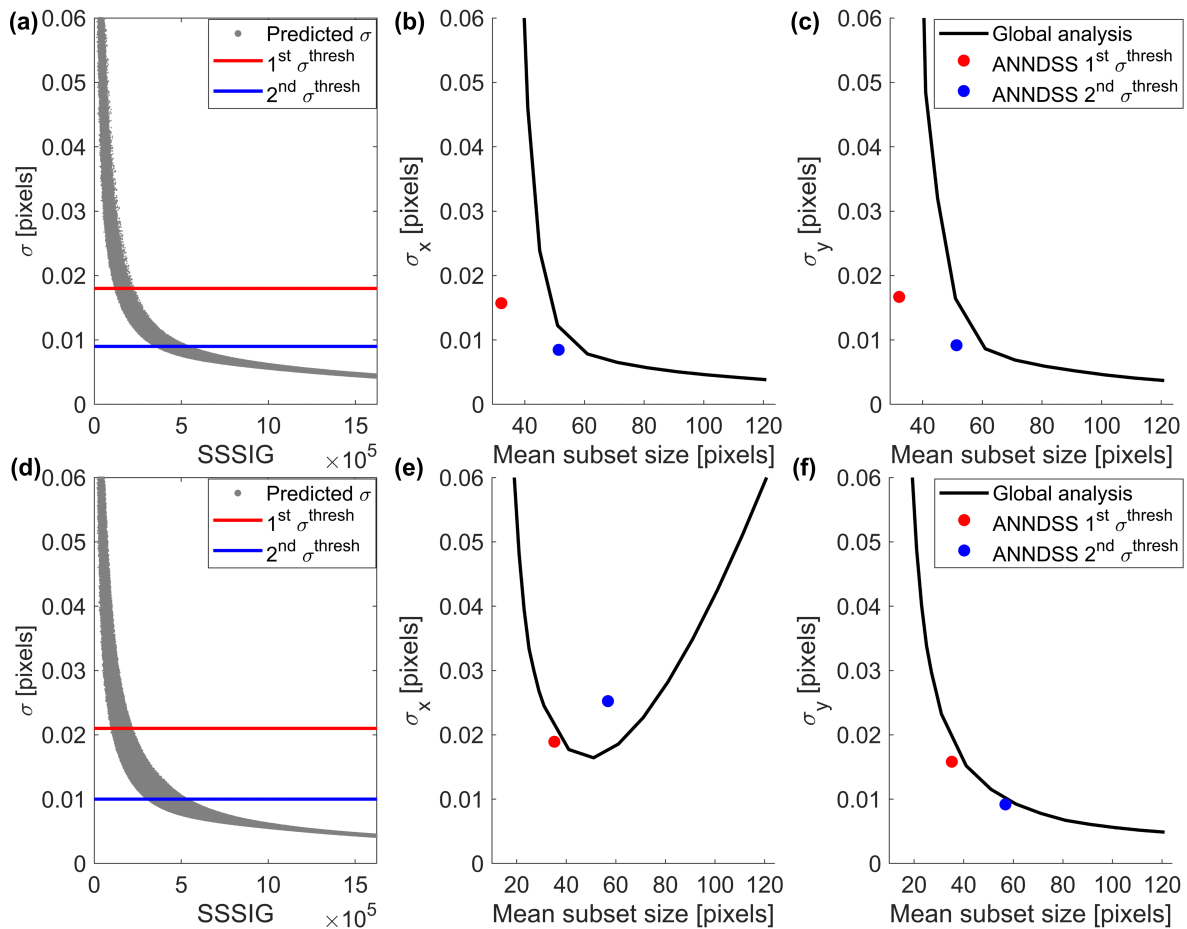 (a)
σ [pixels]
0.06
0.05
0.04
0.03
0.02
0.01
0
Predicted σ
1st σthresh
2nd σthresh
0 5 10 15
SSSIG
×10^5
(b)
σx [pixels]
0.06
0.05
0.04
0.03
0.02
0.01
0
40 60 80 100 120
Mean subset size [pixels]
(c)
σy [pixels]
0.06
0.05
0.04
0.03
0.02
0.01
0
Global analysis
ANNDSS 1st σthresh
ANNDSS 2nd σthresh
40 60 80 100 120
Mean subset size [pixels]
(d)
σ [pixels]
0.06
0.05
0.04
0.03
0.02
0.01
0
Predicted σ
1st σthresh
2nd σthresh
0 5 10 15
SSSIG
×10^5
(e)
σx [pixels]
0.06
0.05
0.04
0.03
0.02
0.01
0
20 40 60 80 100 120
Mean subset size [pixels]
(f)
σy [pixels]
0.06
0.05
0.04
0.03
0.02
0.01
0
Global analysis
ANNDSS 1st σthresh
ANNDSS 2nd σthresh
20 40 60 80 100 120
Mean subset size [pixels]